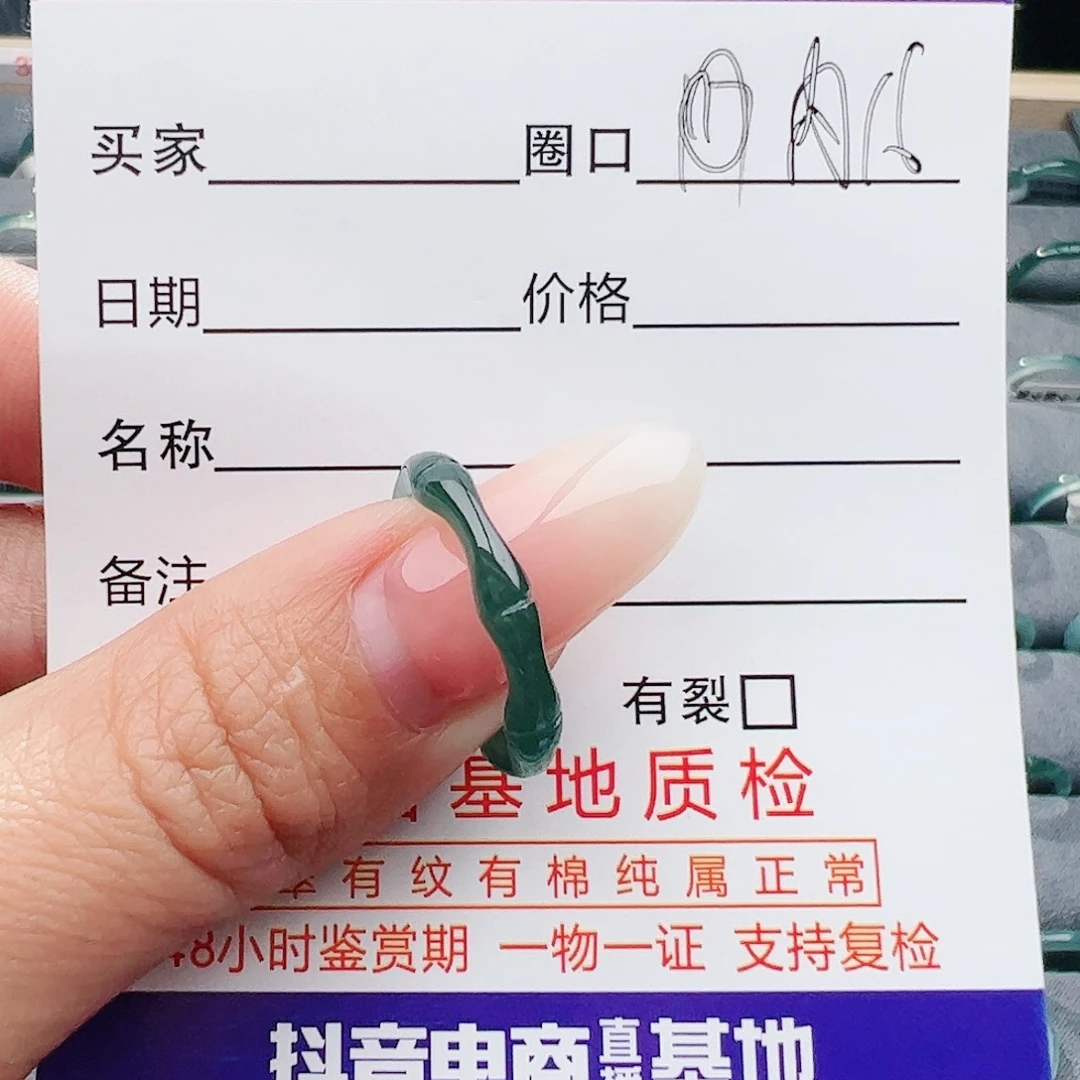 买家 圈口
日期 价格
名称
备注
有裂
基地质检
有纹有棉纯属正常
48小时鉴赏期 一物一证 支持复检
抖音电商直播基地